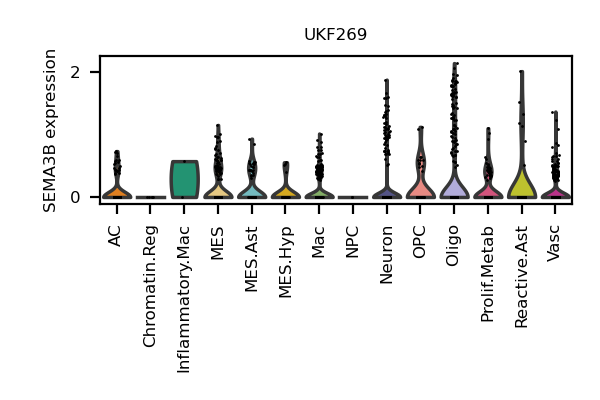 UKF269
SEMA3B expression
2
0
AC
Chromatin.Reg
Inflammatory.Mac
MES
MES.Ast
MES.Hyp
Mac
NPC
Neuron
OPC
Oligo
Prolif.Metab
Reactive.Ast
Vasc